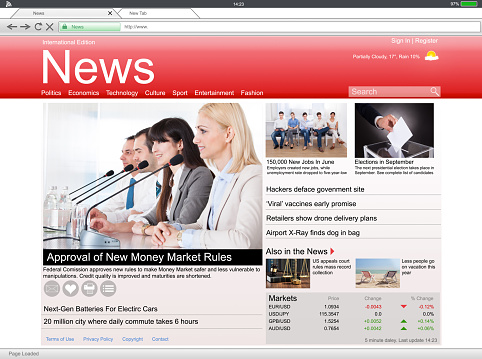 14:23
97%
News
New Tab
News
http://www.
International Edition
Sign In | Register
News
Partially Cloudy, 17°, Rain 10%
Politics Economics Technology Culture Sport Entertainment Fashion
Search
Approval of New Money Market Rules
Federal Comission approves new rules to make Money Market safer and less vulnerable to
manipulations. Credit quality is improved and maturities are shortened.
Next-Gen Batteries For Electirc Cars
20 million city where daily commute takes 6 hours
Terms of Use Privacy Policy Copyright Contact
150,000 New Jobs In June
Employers created new jobs, while
unemployment rate dropped to five-year low
Elections in September
The next presidential election takes place in
September. See complete list of candidates
Hackers deface government site
'Viral' vaccines early promise
Retailers show drone delivery plans
Airport X-Ray finds dog in bag
Also in the News
US appeals court
rules mass record
collection
Less people go
on vacation this
year
Markets Price Change % Change
EUR/USD 1.0934 -0.0043 -0.12%
USD/JPY 115.3547 0.0 0.0%
GPB/USD 1.5254 +0.0352 +0.14%
AUD/USD 0.7654 +0.0042 +0.06%
5 minute daley. Last update 14:23
Page Loaded